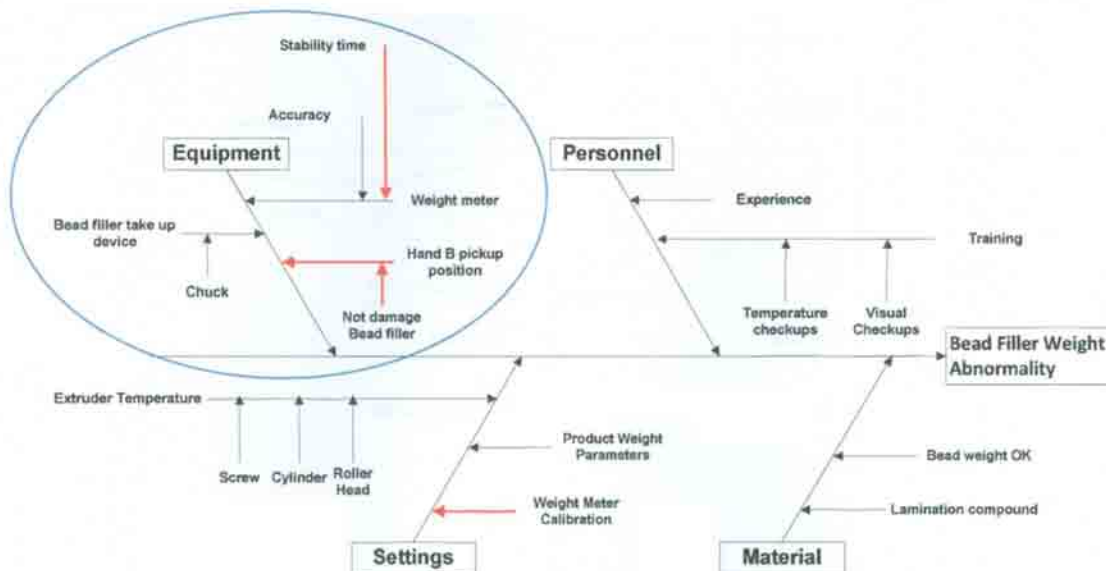 Stability time
Accuracy
Equipment
Personnel
Weight meter
Experience
Bead filler take up
device
Hand B pickup
position
Training
Chuck
Not damage
Bead filler
Temperature
checkups
Visual
Checkups
Bead Filler Weight
Abnormality
Extruder Temperature
Product Weight
Parameters
Bead weight OK
Screw
Cylinder
Roller
Head
Weight Meter
Calibration
Lamination compound
Settings
Material